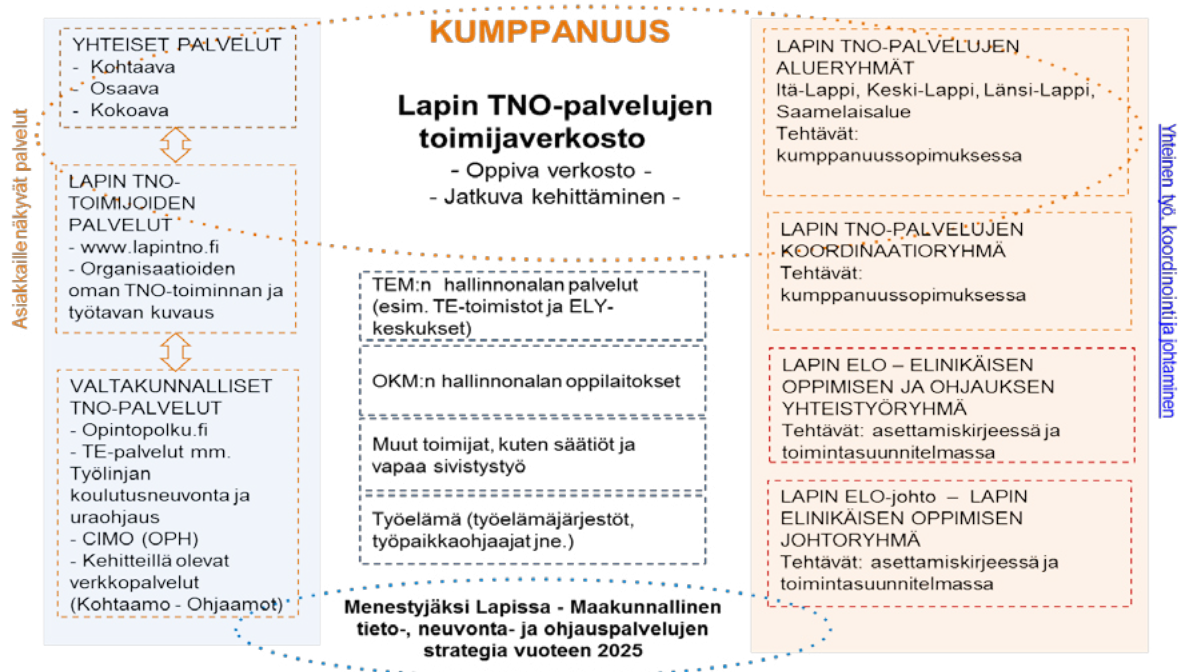 KUMPPANUUS
Asiakkaillenäkyvät palvelut
YHTEISET PALVELUT
- Kohtaava
- Osaava
- Kokoava
LAPIN TNO-
TOIMIJOIDEN
PALVELUT
- www.lapintno.fi
- Organisaatioiden
oman TNO-toiminnan ja
työtavan kuvaus
VALTAKUNNALLISET
TNO-PALVELUT
- Opintopolku.fi
- TE-palvelut mm.
Työlinjan
koulutusneuvonta ja
uraohjaus
- CIMO (OPH)
- Kehitteillä olevat
verkkopalvelut
(Kohtaamo - Ohjaamot)
Lapin TNO-palvelujen
toimijaverkosto
- Oppiva verkosto -
- Jatkuva kehittäminen -
TEM:n hallinnonalan palvelut
(esim. TE-toimistot ja ELY-
keskukset)
OKM:n hallinnonalan oppilaitokset
Muut toimijat, kuten säätiöt ja
vapaa sivistystyö
Työelämä (työelämäjärjestöt,
työpaikkaohjaajat jne.)
Menestyjäksi Lapissa - Maakunnallinen
tieto-, neuvonta- ja ohjauspalvelujen
strategia vuoteen 2025
LAPIN TNO-PALVELUJEN
ALUERYHMÄT
Itä-Lappi, Keski-Lappi, Länsi-Lappi,
Saamelaisalue
Tehtävät:
kumppanuussopimuksessa
LAPIN TNO-PALVELUJEN
KOORDINAATIORYHMÄ
Tehtävät:
kumppanuussopimuksessa
LAPIN ELO – ELINIKÄISEN
OPPIMISEN JA OHJAUKSEN
YHTEISTYÖRYHMÄ
Tehtävät: asettamiskirjeessä ja
toimintasuunnitelmassa
LAPIN ELO-johto – LAPIN
ELINIKÄISEN OPPIMISEN
JOHTORYHMÄ
Tehtävät: asettamiskirjeessä ja
toimintasuunnitelmassa
Yhteinen työ, koordinointi ja johtaminen